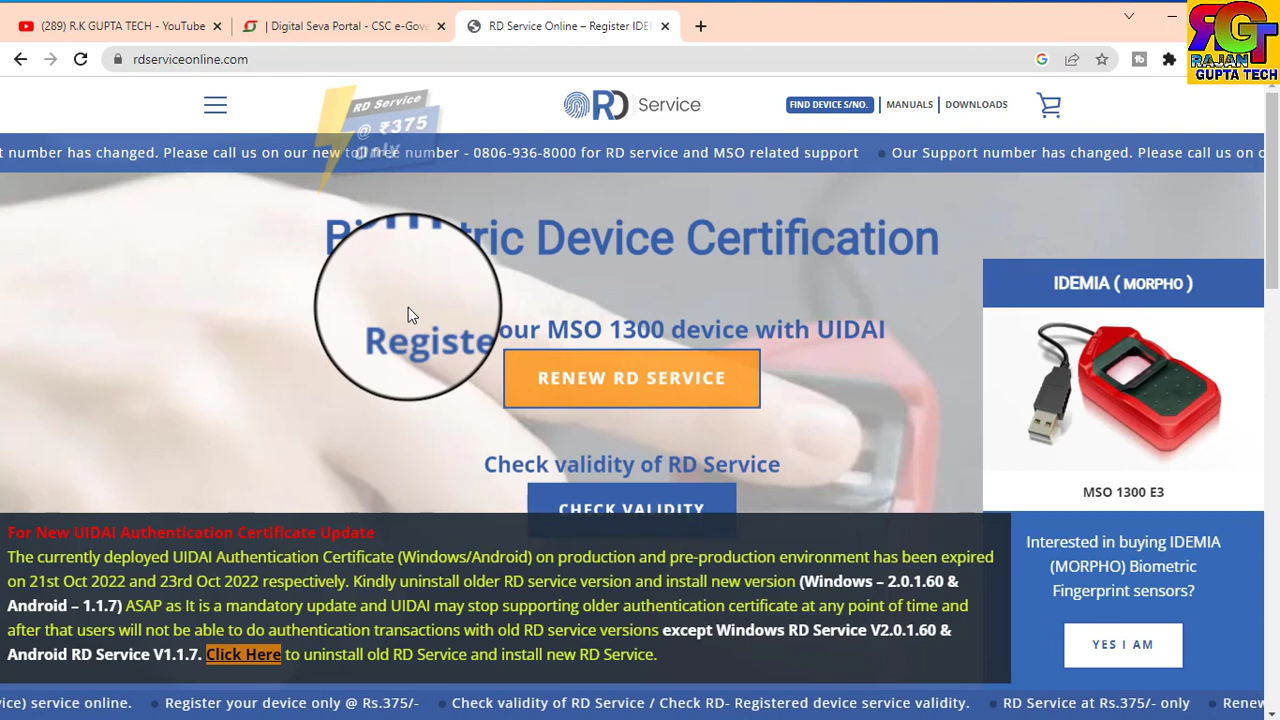 (289) R.K GUPTA TECH - YouTube
| Digital Seva Portal - CSC e-Gove
RD Service Online – Register IDE
RGT
RAJAN
GUPTA TECH
rdserviceonline.com
RD Service
@ ₹375
Only
RD Service
FIND DEVICE S/NO.
MANUALS
DOWNLOADS
t number has changed. Please call us on our new to free number - 0806-936-8000 for RD service and MSO related support
Our Support number has changed. Please call us on o
tric Device Certification
Registe our MSO 1300 device with UIDAI
RENEW RD SERVICE
Check validity of RD Service
CHECK VALIDITY
IDEMIA ( MORPHO )
MSO 1300 E3
Interested in buying IDEMIA
(MORPHO) Biometric
Fingerprint sensors?
YES I AM
For New UIDAI Authentication Certificate Update
The currently deployed UIDAI Authentication Certificate (Windows/Android) on production and pre-production environment has been expired
on 21st Oct 2022 and 23rd Oct 2022 respectively. Kindly uninstall older RD service version and install new version (Windows – 2.0.1.60 &
Android – 1.1.7) ASAP as It is a mandatory update and UIDAI may stop supporting older authentication certificate at any point of time and
after that users will not be able to do authentication transactions with old RD service versions except Windows RD Service V2.0.1.60 &
Android RD Service V1.1.7. Click Here to uninstall old RD Service and install new RD Service.
ice) service online.
Register your device only @ Rs.375/-
Check validity of RD Service / Check RD- Registered device service validity.
RD Service at Rs.375/- only
Renew